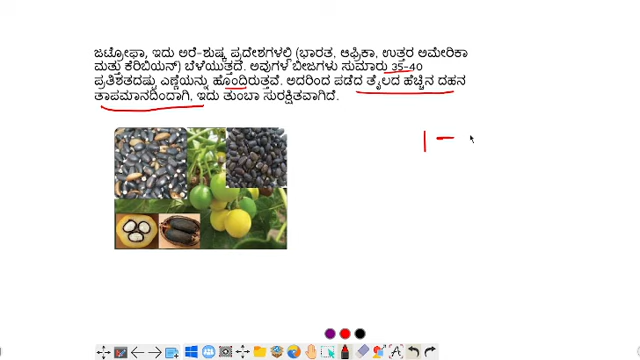 ಜಟ್ರೋಫಾ, ಇದು ಅರೆ-ಶುಷ್ಕ ಪ್ರದೇಶಗಳಲ್ಲಿ (ಭಾರತ, ಆಫ್ರಿಕಾ, ಉತ್ತರ ಅಮೇರಿಕಾ
ಮತ್ತು ಕೆರಿಬಿಯನ್) ಬೆಳೆಯುತ್ತದೆ. ಅವುಗಳ ಬೀಜಗಳು ಸುಮಾರು 35-40
ಪ್ರತಿಶತದಷ್ಟು ಎಣ್ಣೆಯನ್ನು ಹೊಂದಿರುತ್ತವೆ. ಅದರಿಂದ ಪಡೆದ ತೈಲದ ಹೆಚ್ಚಿನ ದಹನ
ತಾಪಮಾನದಿಂದಾಗಿ, ಇದು ತುಂಬಾ ಸುರಕ್ಷಿತವಾಗಿದೆ.
1 -